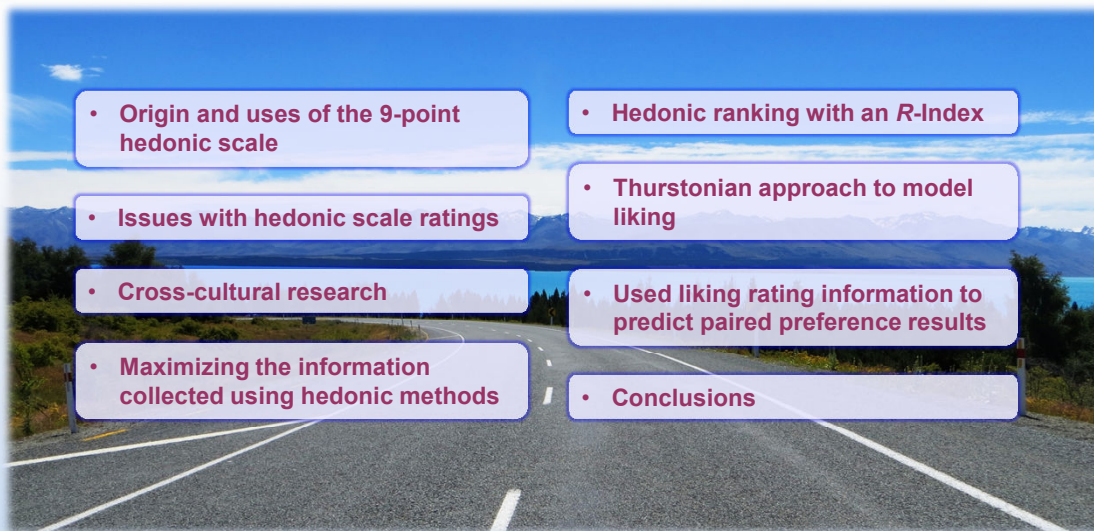 • Origin and uses of the 9-point
hedonic scale
• Issues with hedonic scale ratings
• Cross-cultural research
• Maximizing the information
collected using hedonic methods
• Hedonic ranking with an R-Index
• Thurstonian approach to model
liking
• Used liking rating information to
predict paired preference results
• Conclusions